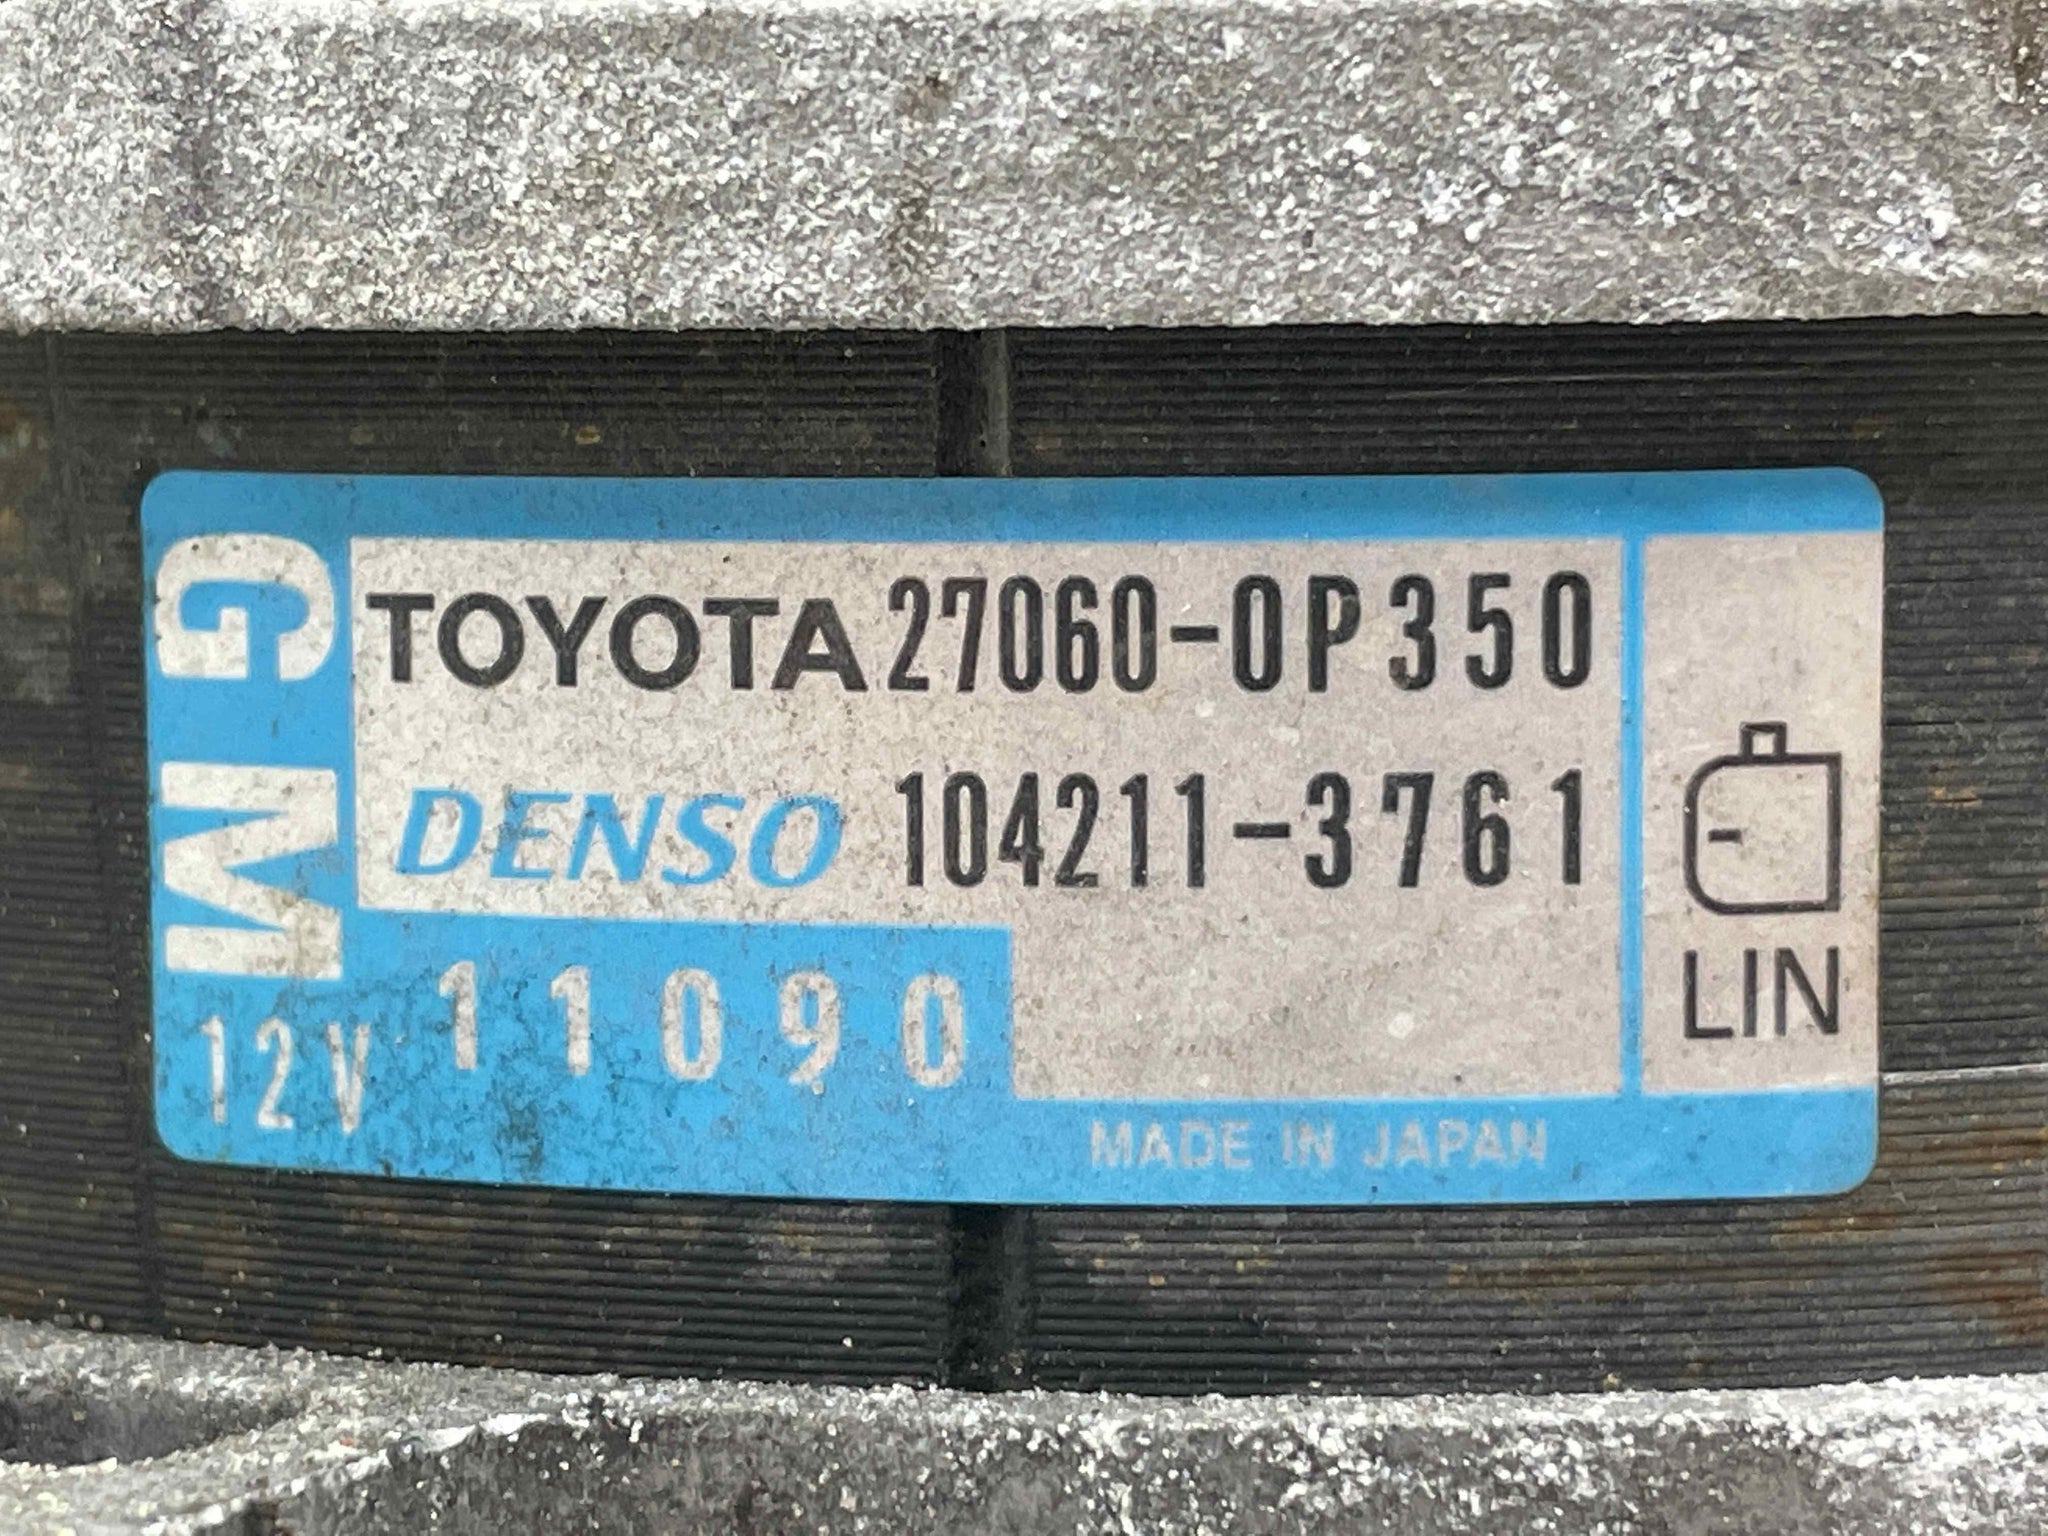 GM
TOYOTA 27060-0P350
DENSO 104211-3761
12V 11090
LIN
MADE IN JAPAN